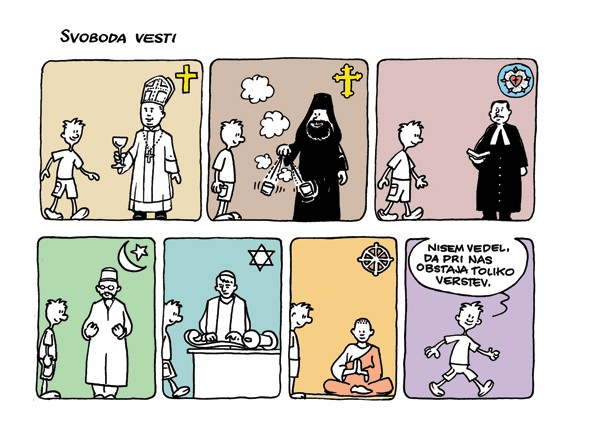 SVOBODA VESTI
NISEM VEDEL,
DA PRI NAS
OBSTAJA TOLIKO
VERSTEV.